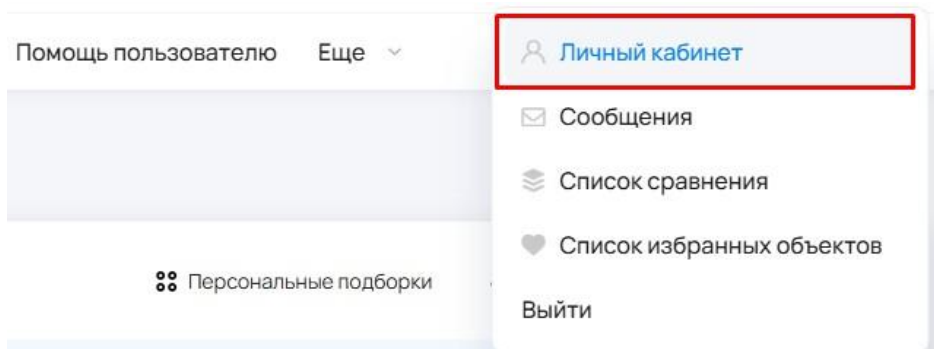 Помощь пользователю Еще
Личный кабинет
Сообщения
Список сравнения
Список избранных объектов
Персональные подборки
Выйти